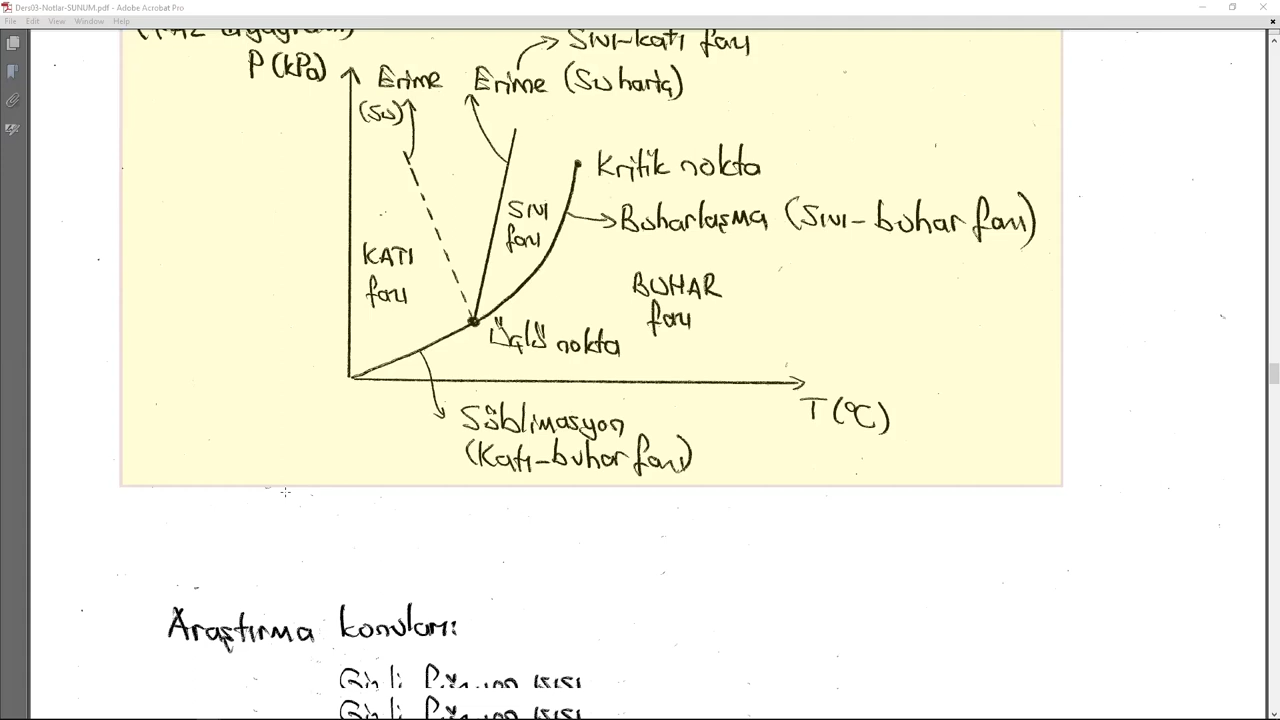 Ders03-Notlar-SUNUM.pdf - Adobe Acrobat Pro
File Edit View Window Help
Sıvı-katı fazı
P (kPa)
Erime
(su)
Erime (Su hariç)
Kritik nokta
SIVI
fazı
Buharlaşma (Sıvı-buhar fazı)
KATI
fazı
BUHAR
fazı
Üçlü nokta
T (°C)
Süblimasyon
(Katı-buhar fazı)
Araştırma konuları: